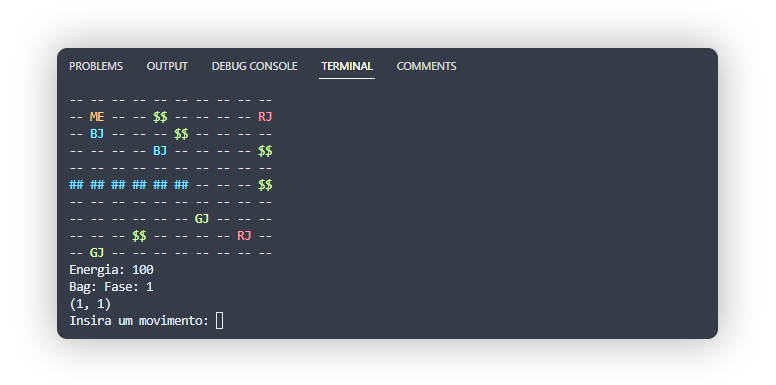 PROBLEMS OUTPUT DEBUG CONSOLE TERMINAL COMMENTS
-- -- -- -- -- -- -- -- -- --
-- ME -- -- $$ -- -- -- -- RJ
-- BJ -- -- -- $$ -- -- -- --
-- -- -- -- BJ -- -- -- -- $$
-- -- -- -- -- -- -- -- -- --
## ## ## ## ## ## -- -- -- $$
-- -- -- -- -- -- -- -- -- --
-- -- -- -- -- -- GJ -- -- --
-- -- -- $$ -- -- -- -- RJ --
-- GJ -- -- -- -- -- -- -- --
Energia: 100
Bag: Fase: 1
(1, 1)
Insira um movimento: